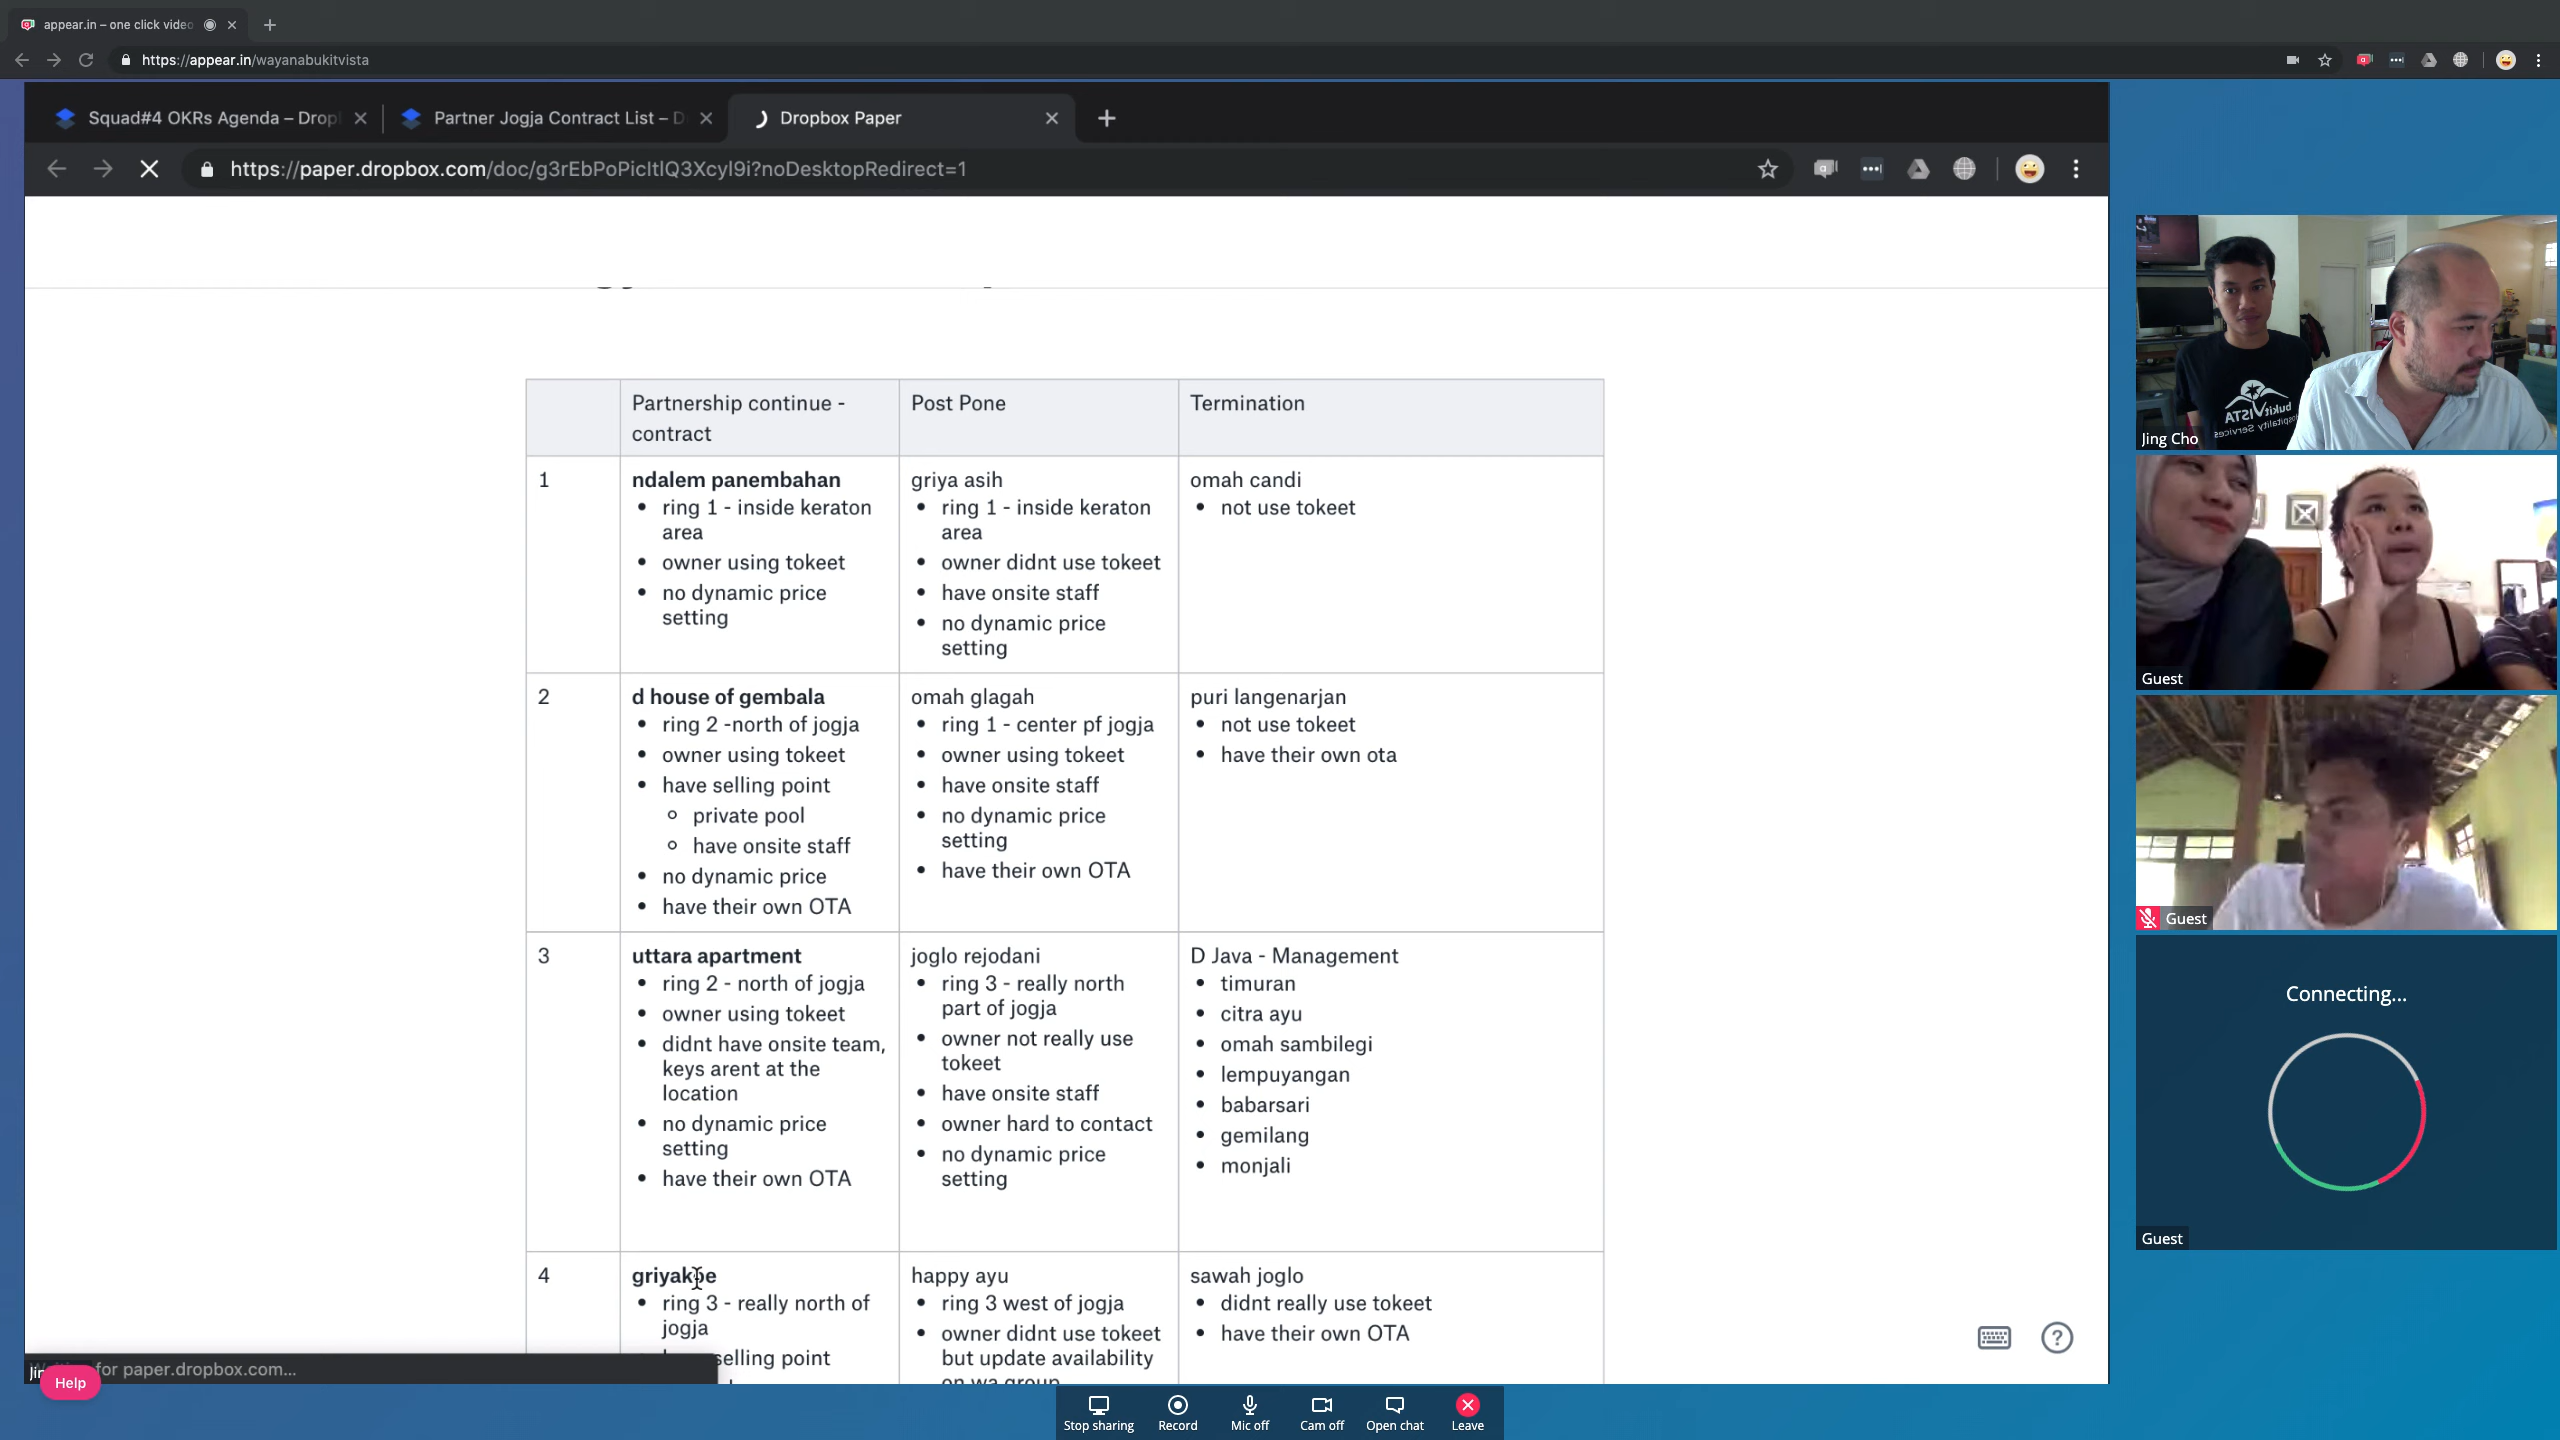 appear.in – one click video
https://appear.in/wayanabukitvista
Squad#4 OKRs Agenda – Drop
Partner Jogja Contract List – D
Dropbox Paper
https://paper.dropbox.com/doc/g3rEbPoPicItlQ3Xcyl9i?noDesktopRedirect=1
Partnership continue -
contract
Post Pone
Termination
1
ndalem panembahan
ring 1 - inside keraton
area
owner using tokeet
no dynamic price
setting
griya asih
ring 1 - inside keraton
area
owner didnt use tokeet
have onsite staff
no dynamic price
setting
omah candi
not use tokeet
2
d house of gembala
ring 2 -north of jogja
owner using tokeet
have selling point
private pool
have onsite staff
no dynamic price
have their own OTA
omah glagah
ring 1 - center pf jogja
owner using tokeet
have onsite staff
no dynamic price
setting
have their own OTA
puri langenarjan
not use tokeet
have their own ota
3
uttara apartment
ring 2 - north of jogja
owner using tokeet
didnt have onsite team,
keys arent at the
location
no dynamic price
setting
have their own OTA
joglo rejodani
ring 3 - really north
part of jogja
owner not really use
tokeet
have onsite staff
owner hard to contact
no dynamic price
setting
D Java - Management
timuran
citra ayu
omah sambilegi
lempuyangan
babarsari
gemilang
monjali
4
ring 3 - really north of
jogja
selling point
happy ayu
ring 3 west of jogja
owner didnt use tokeet
but update availability
on wa group
sawah joglo
didnt really use tokeet
have their own OTA
for paper.dropbox.com...
Help
Jing Cho
bukit VISTA
Hospitality Services
Guest
Guest
Connecting...
Guest
Stop sharing
Record
Mic off
Cam off
Open chat
Leave